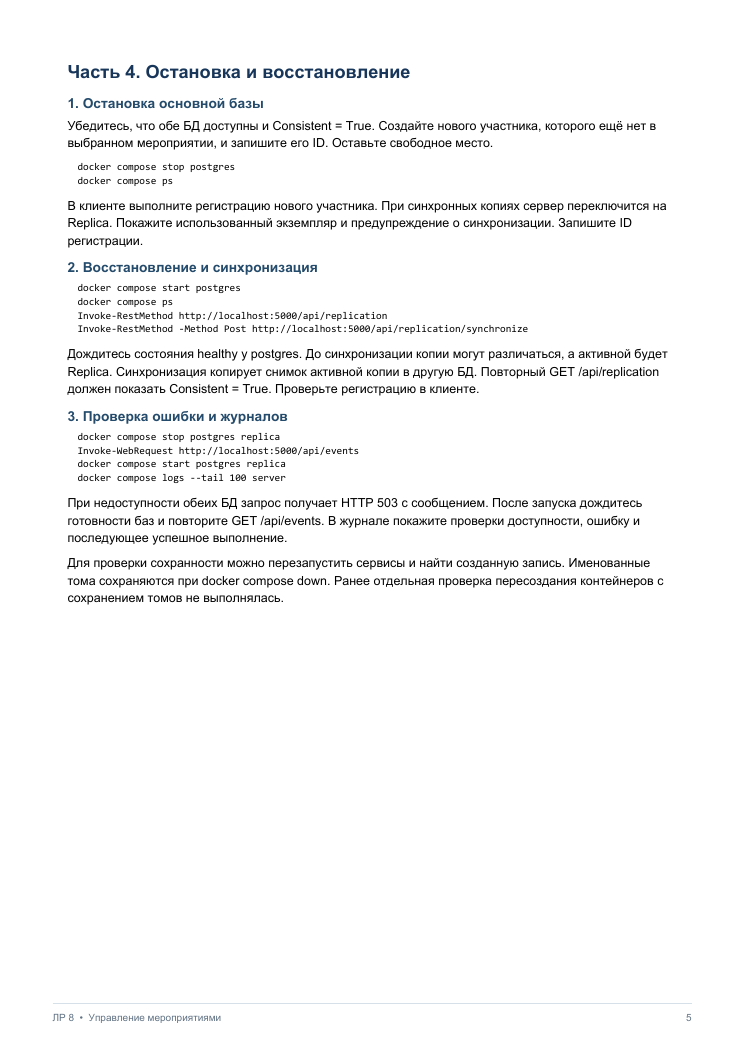 Часть 4. Остановка и восстановление
1. Остановка основной базы
Убедитесь, что обе БД доступны и Consistent = True. Создайте нового участника, которого ещё нет в
выбранном мероприятии, и запишите его ID. Оставьте свободное место.
docker compose stop postgres
docker compose ps
В клиенте выполните регистрацию нового участника. При синхронных копиях сервер переключится на
Replica. Покажите использованный экземпляр и предупреждение о синхронизации. Запишите ID
регистрации.
2. Восстановление и синхронизация
docker compose start postgres
docker compose ps
Invoke-RestMethod http://localhost:5000/api/replication
Invoke-RestMethod -Method Post http://localhost:5000/api/replication/synchronize
Дождитесь состояния healthy у postgres. До синхронизации копии могут различаться, а активной будет
Replica. Синхронизация копирует снимок активной копии в другую БД. Повторный GET /api/replication
должен показать Consistent = True. Проверьте регистрацию в клиенте.
3. Проверка ошибки и журналов
docker compose stop postgres replica
Invoke-WebRequest http://localhost:5000/api/events
docker compose start postgres replica
docker compose logs --tail 100 server
При недоступности обеих БД запрос получает HTTP 503 с сообщением. После запуска дождитесь
готовности баз и повторите GET /api/events. В журнале покажите проверки доступности, ошибку и
последующее успешное выполнение.
Для проверки сохранности можно перезапустить сервисы и найти созданную запись. Именованные
тома сохраняются при docker compose down. Ранее отдельная проверка пересоздания контейнеров с
сохранением томов не выполнялась.
ЛР 8 • Управление мероприятиями
5